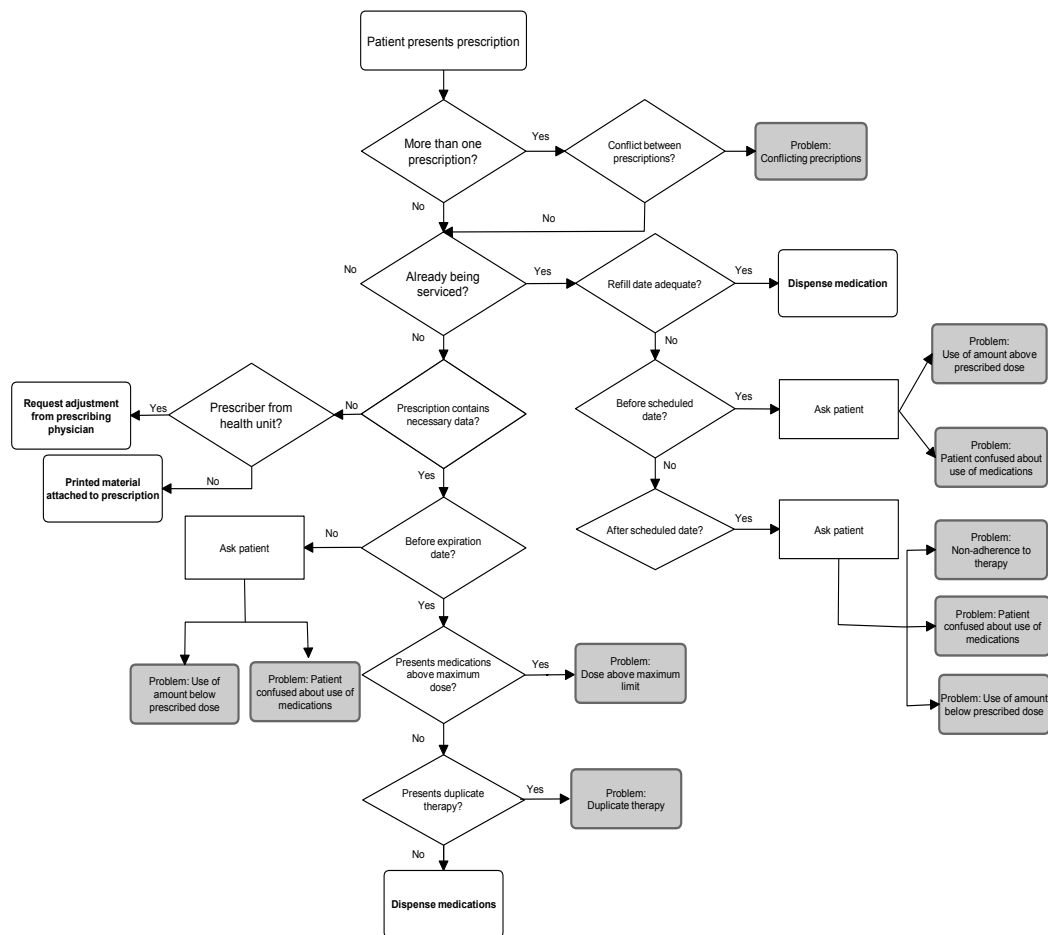 Patient presents prescription
More than one
prescription?
Yes
Conflict between
prescriptions?
Problem:
Conflicting precriptions
No
No
No
Already being
serviced?
Yes
Refill date adequate?
Yes
Dispense medication
No
No
Request adjustment
from prescribing
physician
Yes
Prescriber from
health unit?
No
Prescription contains
necessary data?
Before scheduled
date?
Yes
Ask patient
Problem:
Use of amount above
prescribed dose
Problem:
Patient confused about
use of medications
Printed material
attached to prescription
No
Yes
No
Ask patient
No
Before expiration
date?
After scheduled date?
Yes
Ask patient
Problem:
Non-adherence to
therapy
Problem: Patient
confused about use of
medications
Problem: Use of amount
below prescribed dose
Yes
Problem: Use of
amount below
prescribed dose
Problem: Patient
confused about use of
medications
Presents medications
above maximum
dose?
Yes
Problem:
Dose above maximum
limit
No
Presents duplicate
therapy?
Yes
Problem:
Duplicate therapy
No
Dispense medications